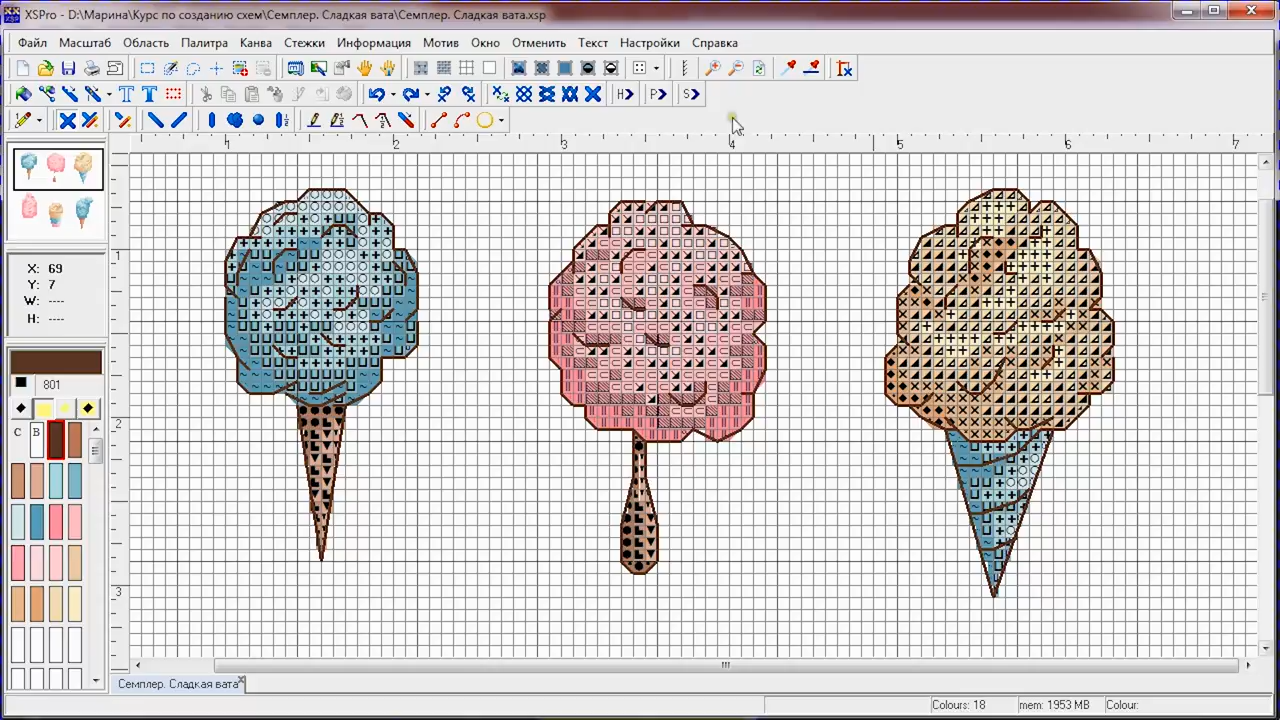 XSPro - D:\Марина\Курс по созданию схем\Семплер. Сладкая вата\Семплер. Сладкая вата.xsp
Файл Масштаб Область Палитра Канва Стежки Информация Мотив Окно Отменить Текст Настройки Справка
H P S
1 2 3 4 5 6 7
X: 69
Y: 7
W: ----
H: ----
801
C B
1
2
3
Семплер. Сладкая вата
Colours: 18 mem: 1953 MB Colour: